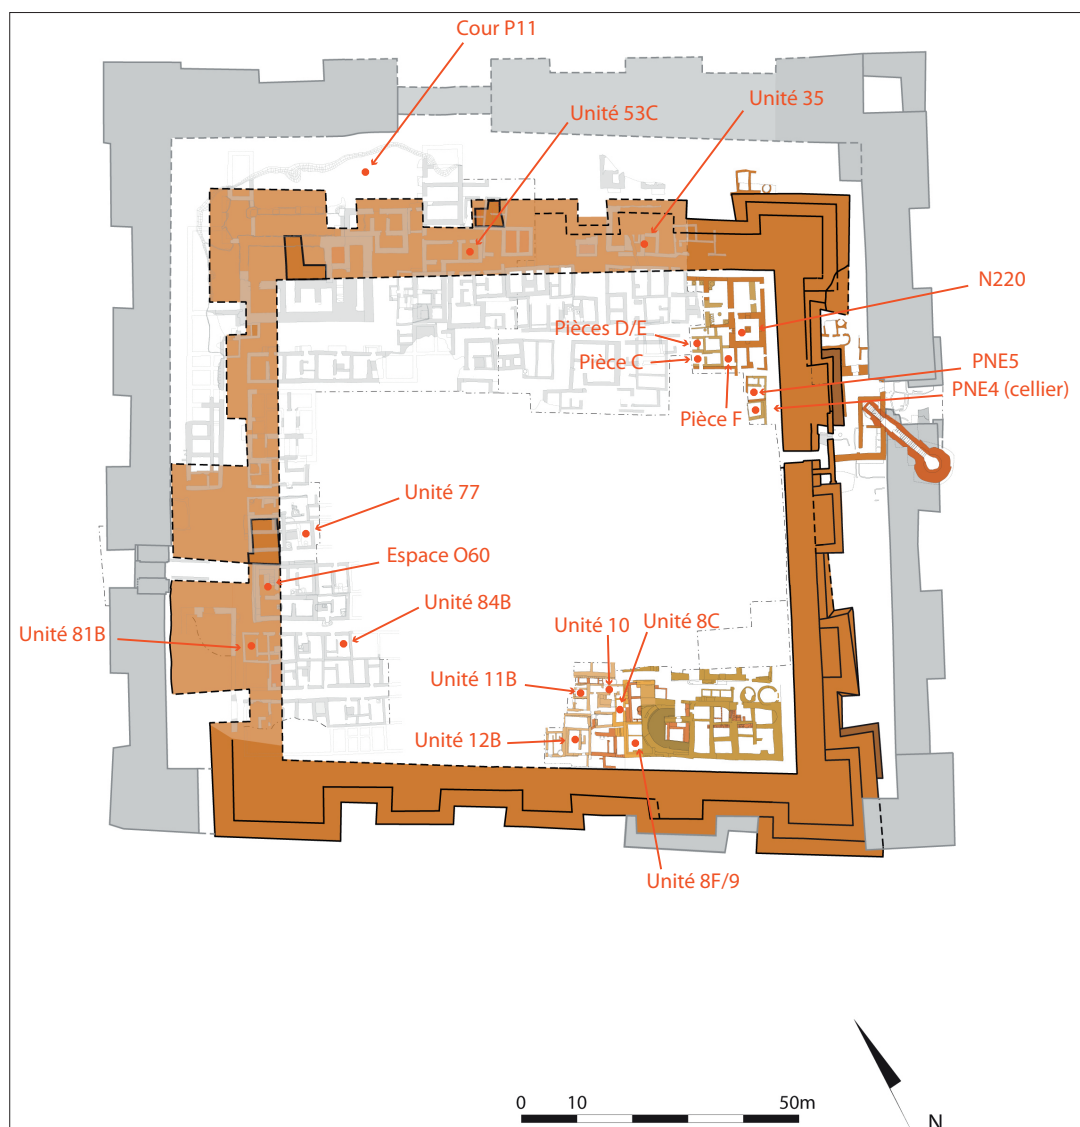 Cour P11
Unité 53C
Unité 35
N220
Pièces D/E
Pièce C
PNE5
PNE4 (cellier)
Pièce F
Unité 77
Espace O60
Unité 84B
Unité 81B
Unité 10
Unité 8C
Unité 11B
Unité 12B
Unité 8F/9
0 10 50m
N